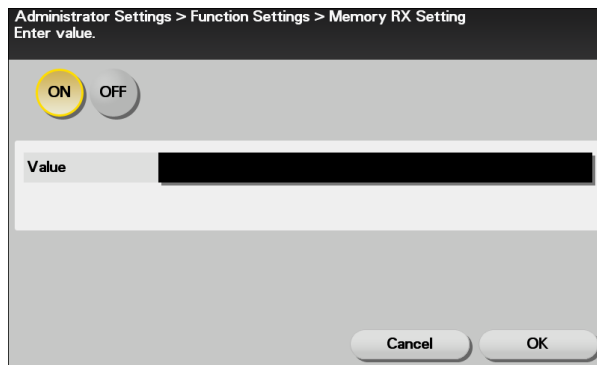 Administrator Settings > Function Settings > Memory RX Setting
Enter value.
ON OFF
Value
Cancel OK